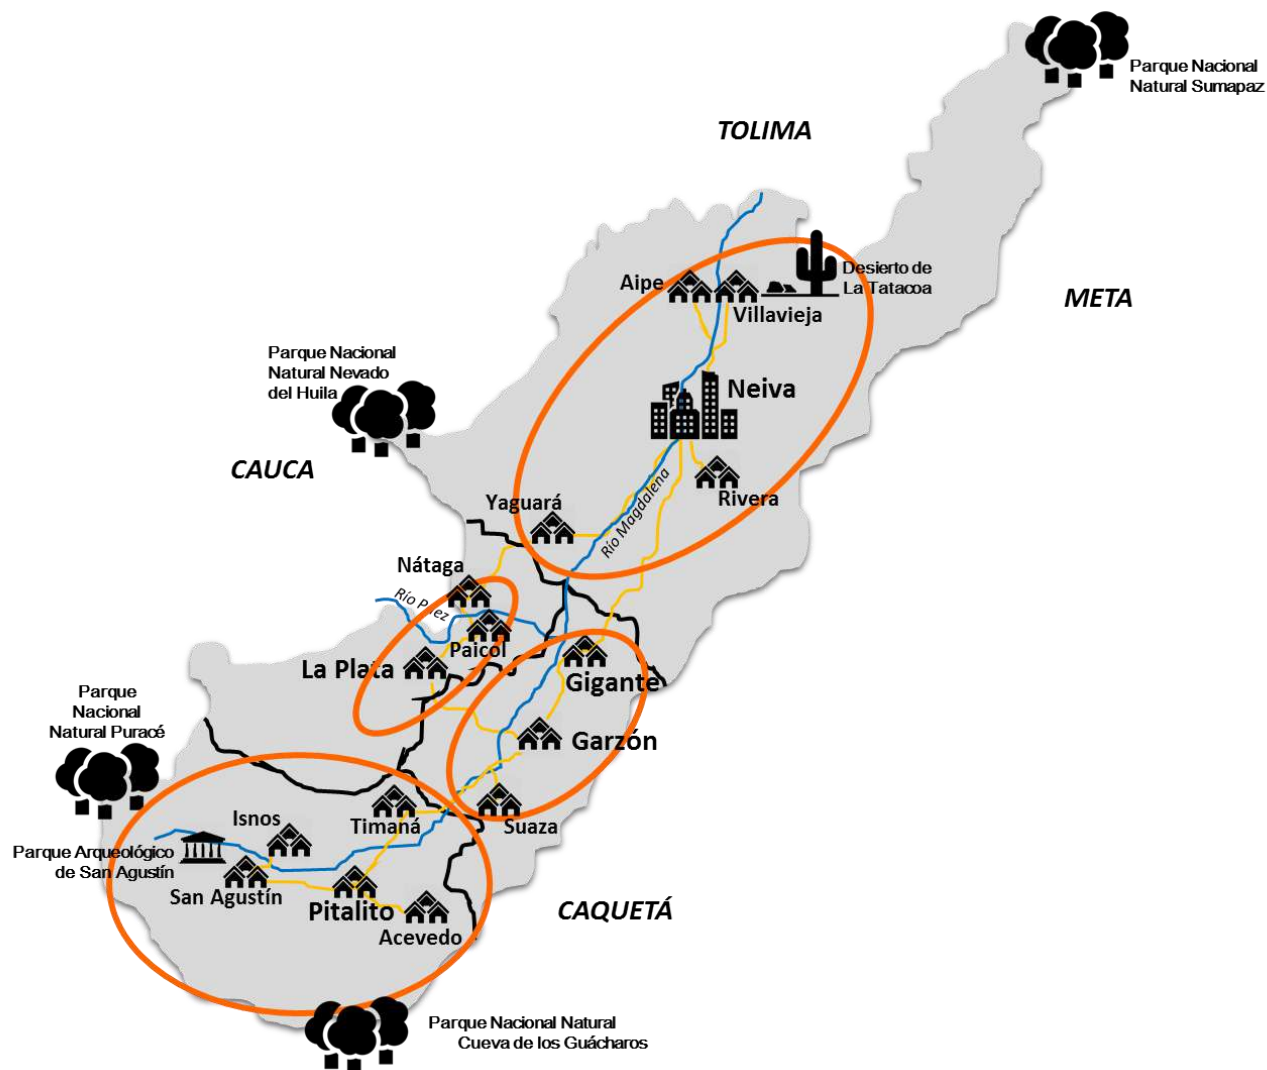 Parque Nacional
Natural Sumapaz
TOLIMA
Desierto de
La Tatacoa
Aipe
Villavieja
META
Parque Nacional
Natural Nevado
del Huila
Neiva
CAUCA
Rivera
Río Magdalena
Yaguará
Nátaga
Río P ez
Paicol
La Plata
Gigante
Parque
Nacional
Natural Puracé
Garzón
Isnos
Timaná
Suaza
Parque Arqueológico
de San Agustín
San Agustín
Pitalito
Acevedo
CAQUETÁ
Parque Nacional Natural
Cueva de los Guácharos